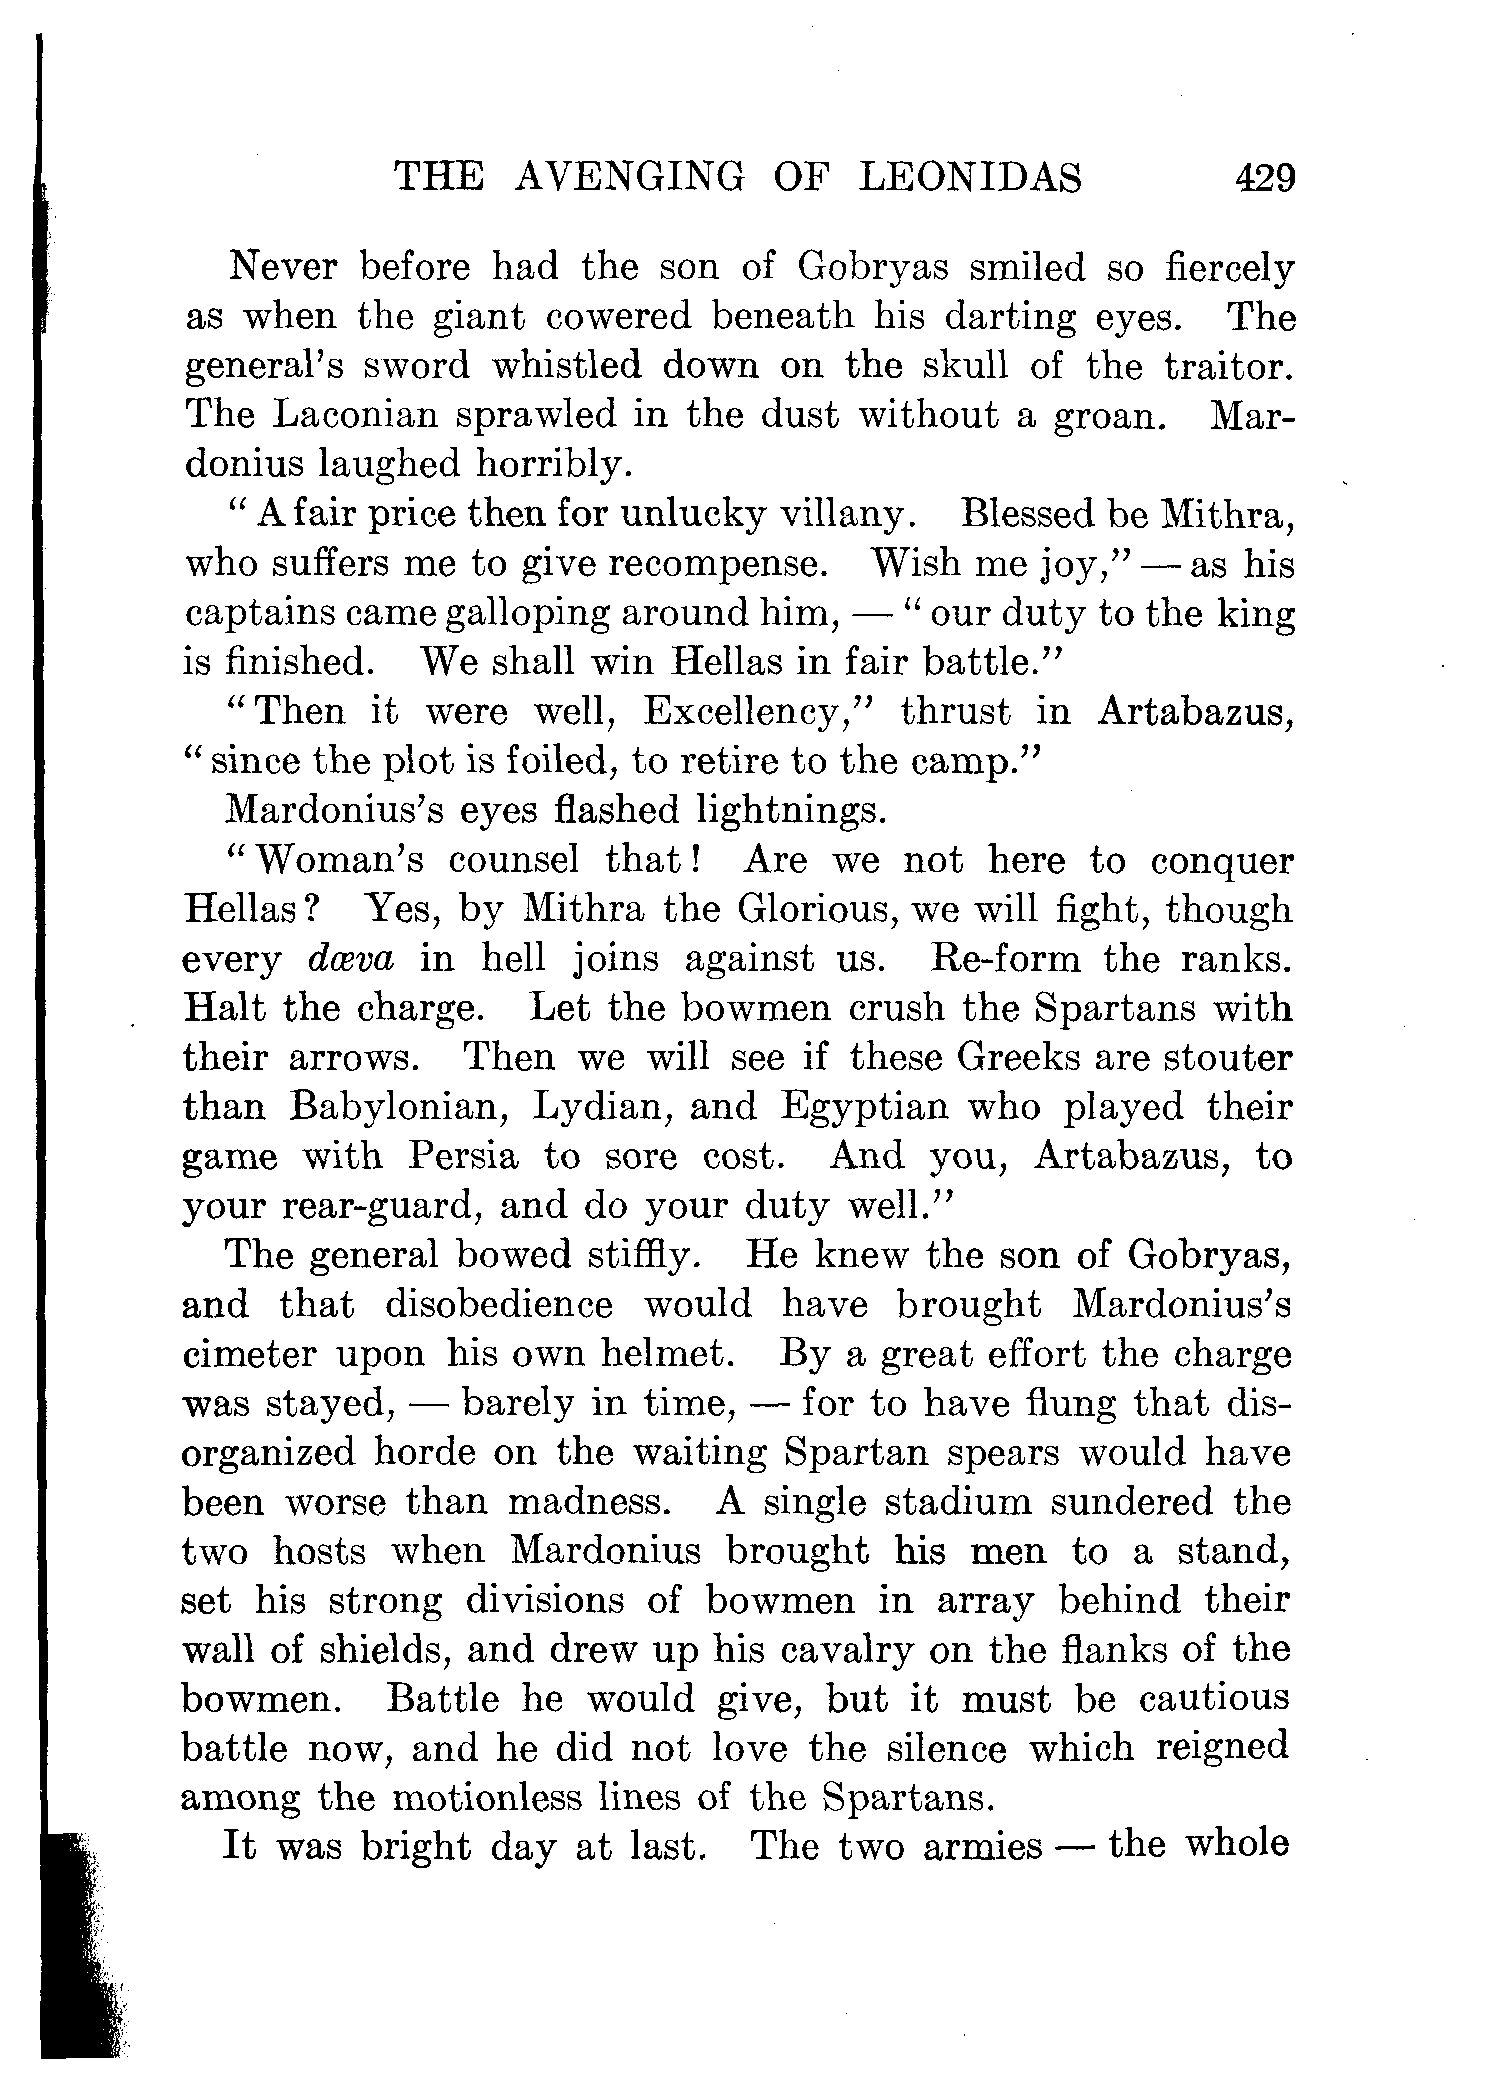 THE AVENGING OF LEONIDAS 429
Never before had the son of Gobryas smiled so fiercely
as when the giant cowered beneath his darting eyes. The
general's sword whistled down on the skull of the traitor.
The Laconian sprawled in the dust without a groan. Mar-
donius laughed horribly.
"A fair price then for unlucky villany. Blessed be Mithra,
who suffers me to give recompense. Wish me joy," — as his
captains came galloping around him, — "our duty to the king
is finished. We shall win Hellas in fair battle."
"Then it were well, Excellency," thrust in Artabazus,
"since the plot is foiled, to retire to the camp."
Mardonius's eyes flashed lightnings.
"Woman's counsel that! Are we not here to conquer
Hellas? Yes, by Mithra the Glorious, we will fight, though
every dæva in hell joins against us. Re-form the ranks.
Halt the charge. Let the bowmen crush the Spartans with
their arrows. Then we will see if these Greeks are stouter
than Babylonian, Lydian, and Egyptian who played their
game with Persia to sore cost. And you, Artabazus, to
your rear-guard, and do your duty well."
The general bowed stiffly. He knew the son of Gobryas,
and that disobedience would have brought Mardonius's
cimeter upon his own helmet. By a great effort the charge
was stayed, — barely in time, — for to have flung that dis-
organized horde on the waiting Spartan spears would have
been worse than madness. A single stadium sundered the
two hosts when Mardonius brought his men to a stand,
set his strong divisions of bowmen in array behind their
wall of shields, and drew up his cavalry on the flanks of the
bowmen. Battle he would give, but it must be cautious
battle now, and he did not love the silence which reigned
among the motionless lines of the Spartans.
It was bright day at last. The two armies — the whole